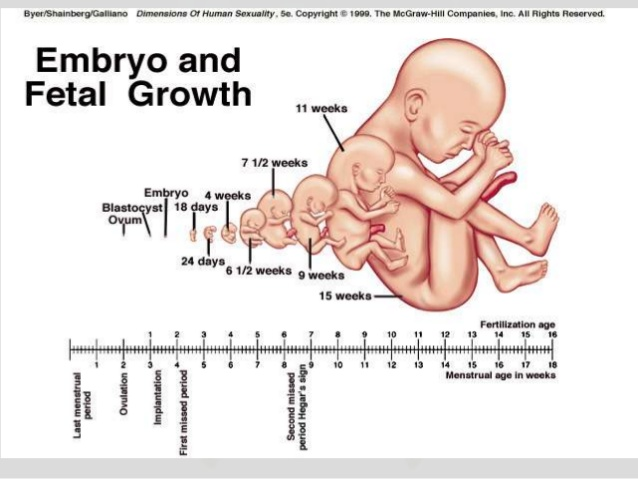 Byer/Shainberg/Galliano Dimensions Of Human Sexuality, 5e. Copyright © 1999. The McGraw-Hill Companies, Inc. All Rights Reserved.
Embryo and
Fetal Growth
11 weeks
7 1/2 weeks
Embryo
4 weeks
Blastocyst
18 days
Ovum
24 days
6 1/2 weeks
9 weeks
15 weeks
Fertilization age
1 2 3 4 5 6 7 8 9 10 11 12 13 14 15 16
1 2 3 4 5 6 7 8 9 10 11 12 13 14 15 16 17 18
Menstrual age in weeks
Last menstrual
period
Ovulation
Implantation
First missed period
Second missed
period Hegar's sign